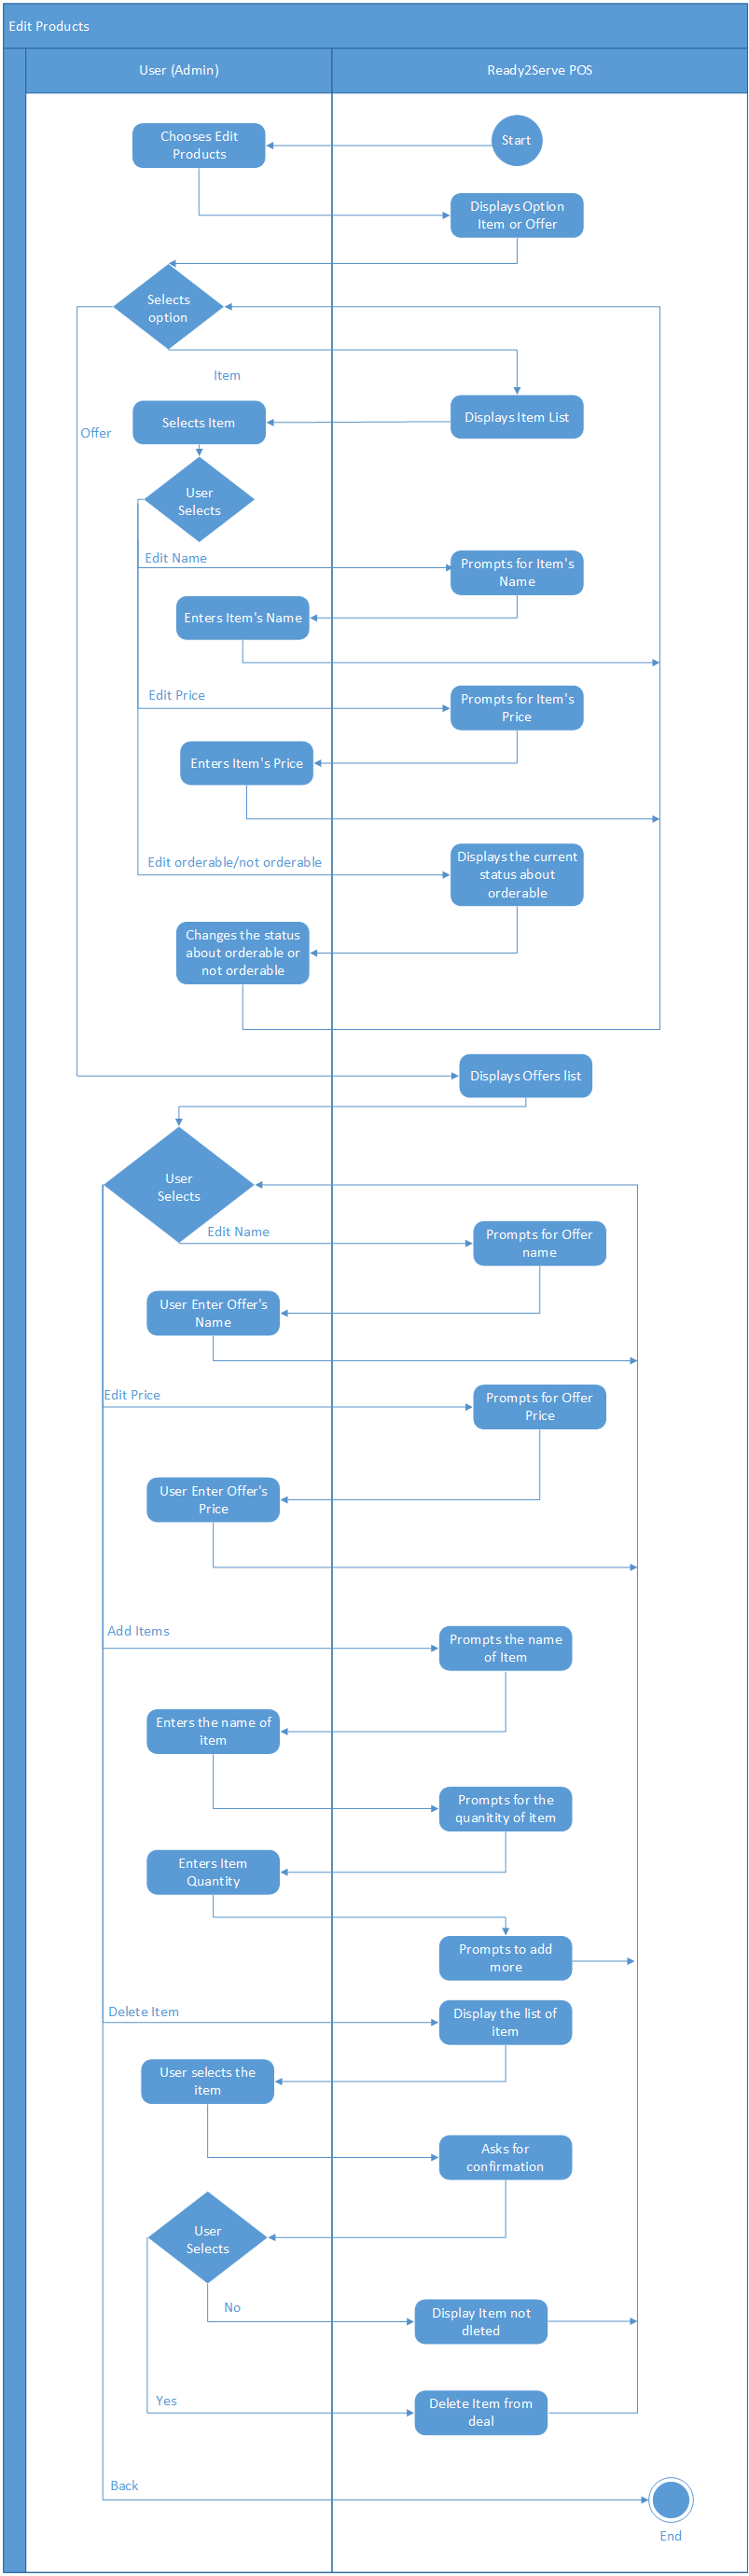 Edit Products
User (Admin)
Ready2Serve POS
Start
Chooses Edit
Products
Displays Option
Item or Offer
Selects
option
Item
Displays Item List
Selects Item
Offer
User
Selects
Edit Name
Prompts for Item's
Name
Enters Item's Name
Edit Price
Prompts for Item's
Price
Enters Item's Price
Edit orderable/not orderable
Displays the current
status about
orderable
Changes the status
about orderable or
not orderable
Displays Offers list
User
Selects
Edit Name
Prompts for Offer
name
User Enter Offer's
Name
Edit Price
Prompts for Offer
Price
User Enter Offer's
Price
Add Items
Prompts the name
of Item
Enters the name of
item
Prompts for the
quanity of item
Enters Item
Quantity
Prompts to add
more
Delete Item
Display the list of
item
User selects the
item
Asks for
confirmation
User
Selects
No
Display Item not
dleted
Yes
Delete Item from
deal
Back
End